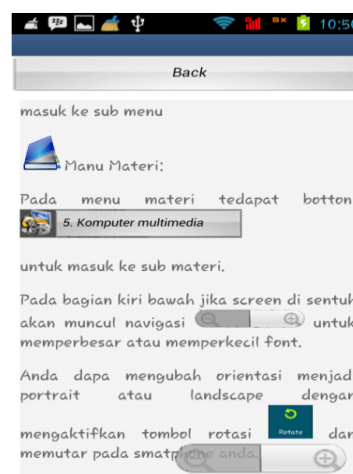 10:50
Back
masuk ke sub menu
Manu Materi:
Pada menu materi tedapat botton
5. Komputer multimedia
untuk masuk ke sub materi.
Pada bagian kiri bawah jika screen di sentuh
akan muncul navigasi untuk
memperbesar atau memperkecil font.
Anda dapa mengubah orientasi menjad
portrait atau landscape dengan
mengaktifkan tombol rotasi Rotate dan
memutar pada smatphone anda.